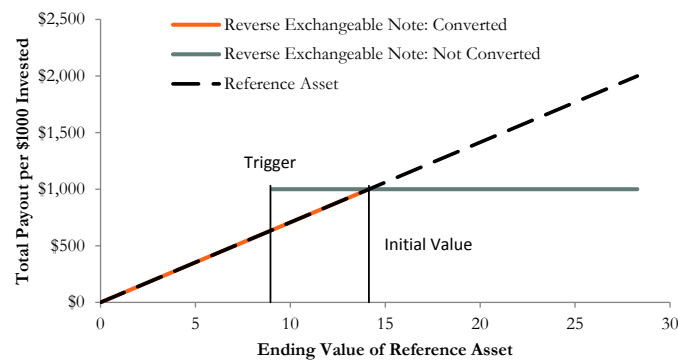 $2,500
$2,000
$1,500
$1,000
$500
$0
Total Payout per $1000 Invested
Reverse Exchangeable Note: Converted
Reverse Exchangeable Note: Not Converted
Reference Asset
Trigger
Initial Value
0 5 10 15 20 25 30
Ending Value of Reference Asset